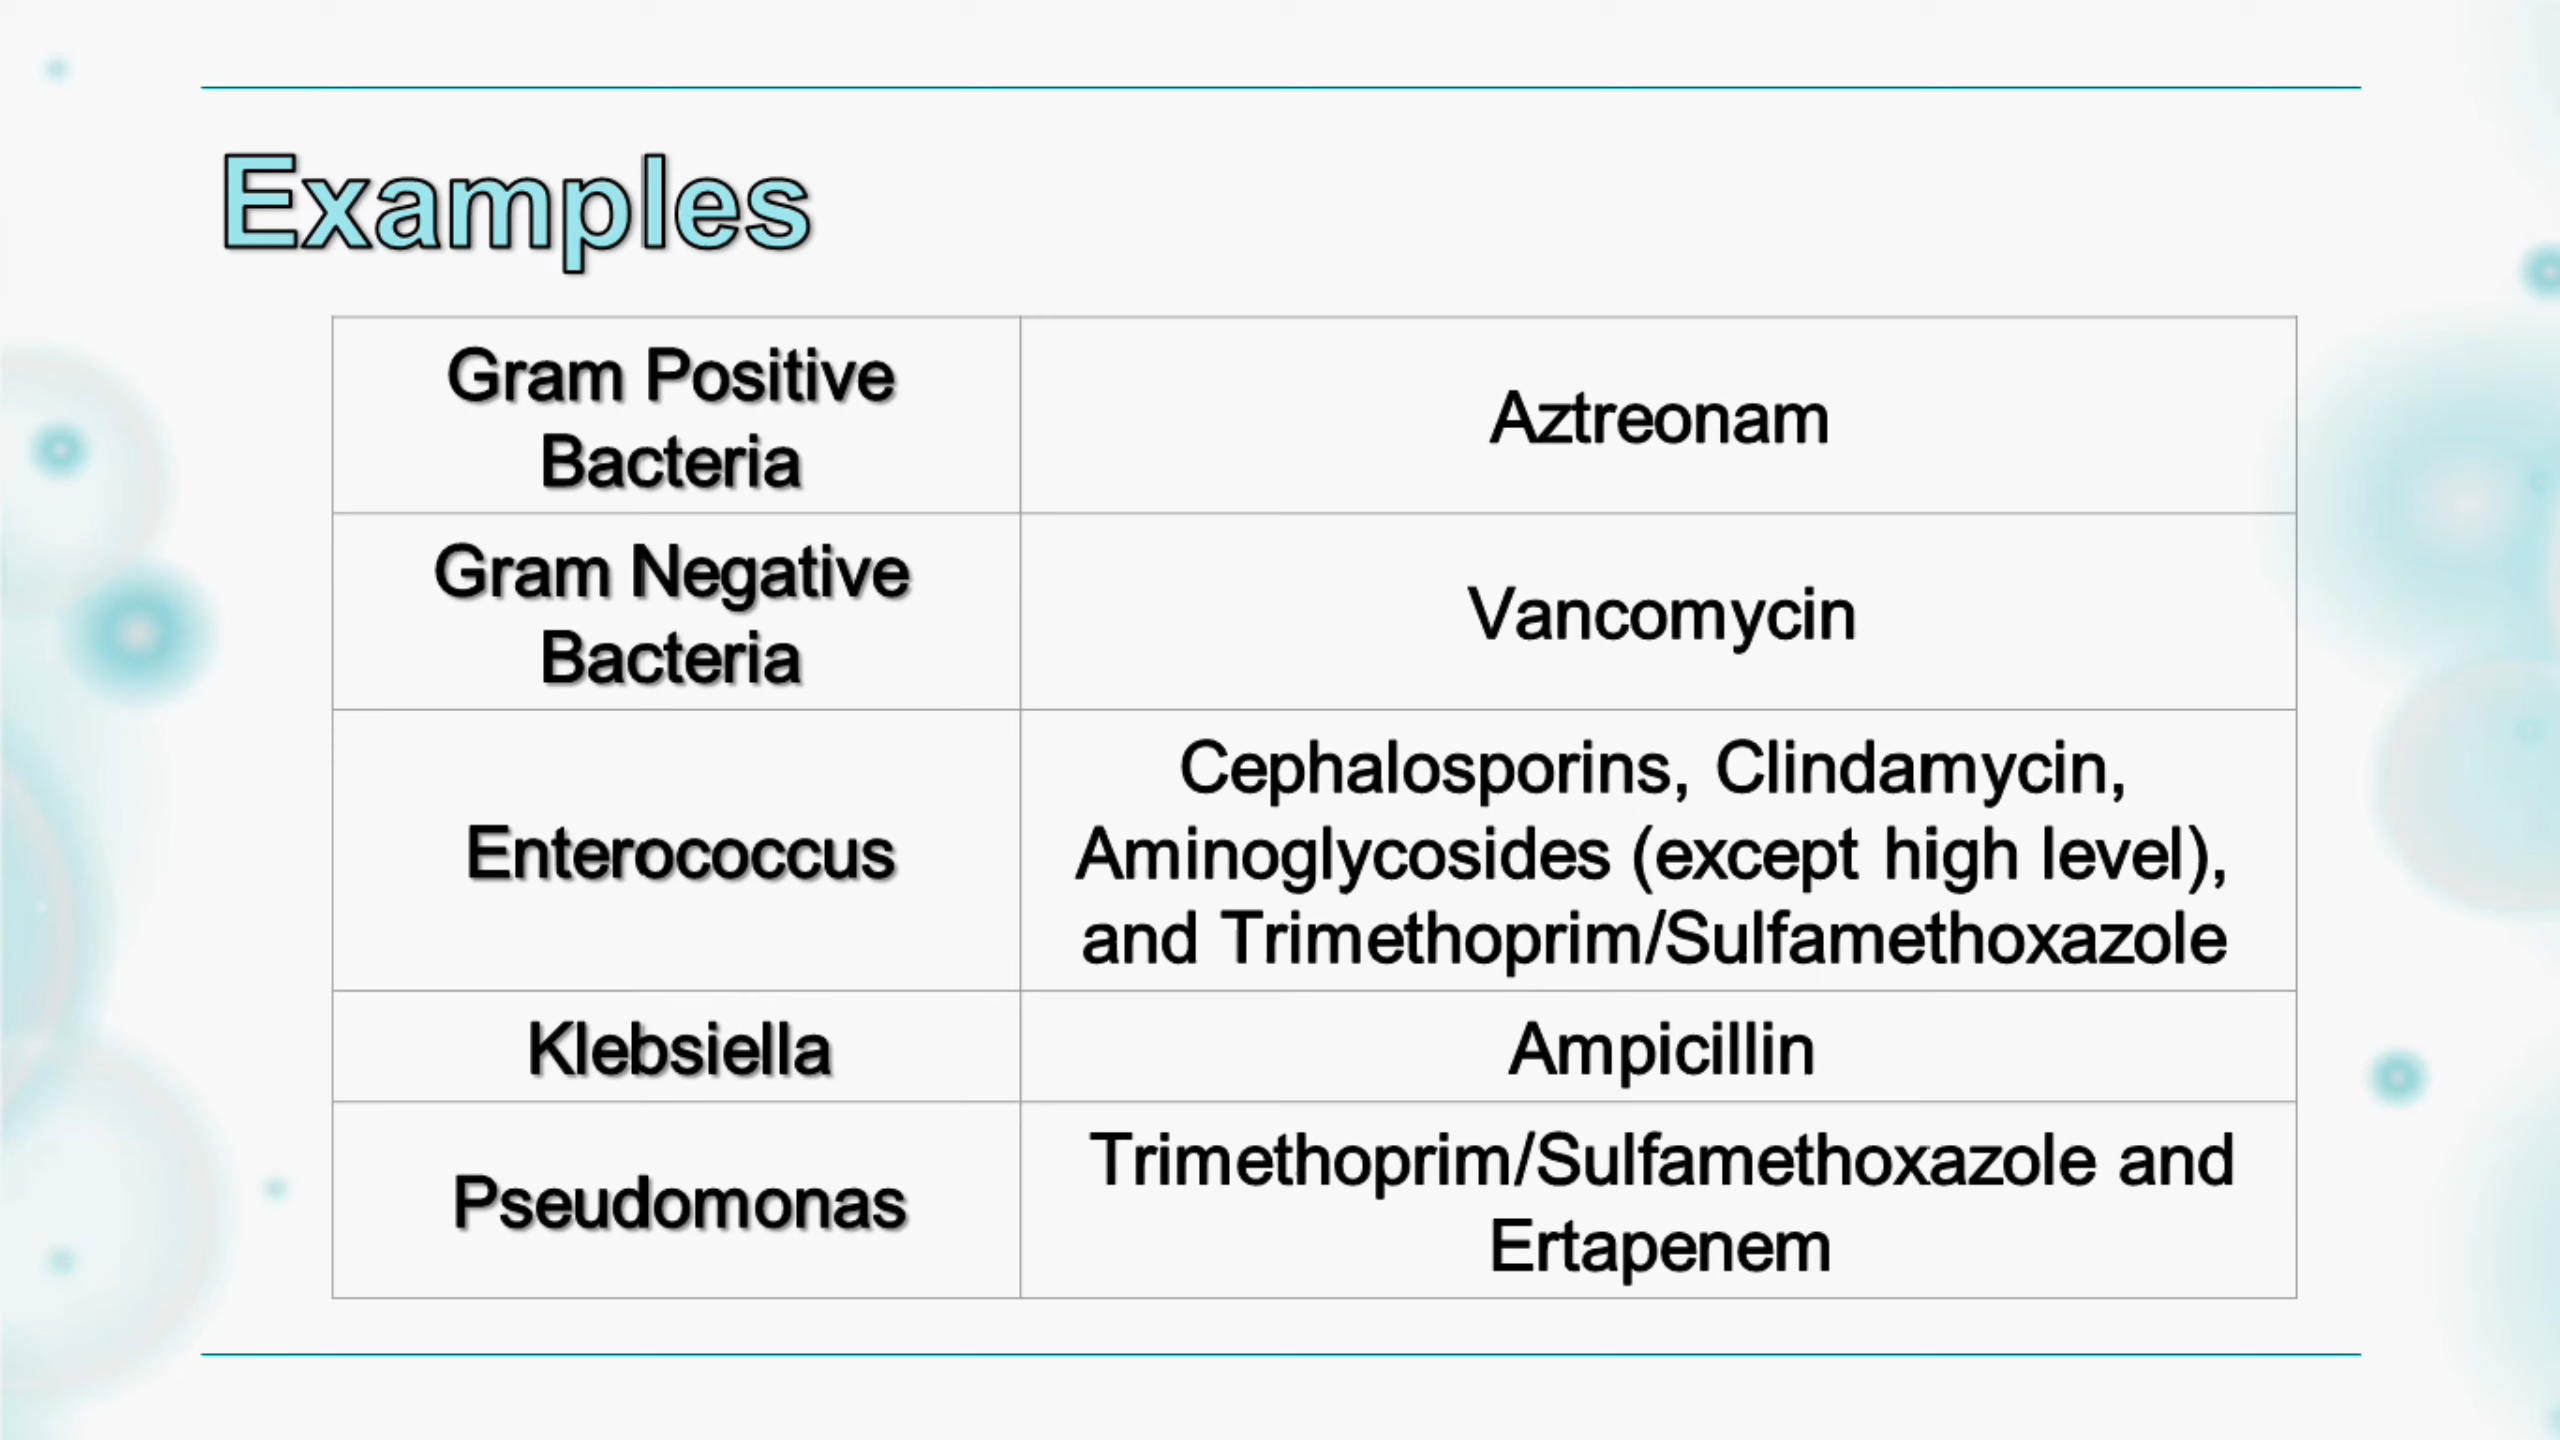 Examples
Gram Positive
Bacteria
Aztreonam
Gram Negative
Bacteria
Vancomycin
Enterococcus
Cephalosporins, Clindamycin,
Aminoglycosides (except high level),
and Trimethoprim/Sulfamethoxazole
Klebsiella
Ampicillin
Pseudomonas
Trimethoprim/Sulfamethoxazole and
Ertapenem